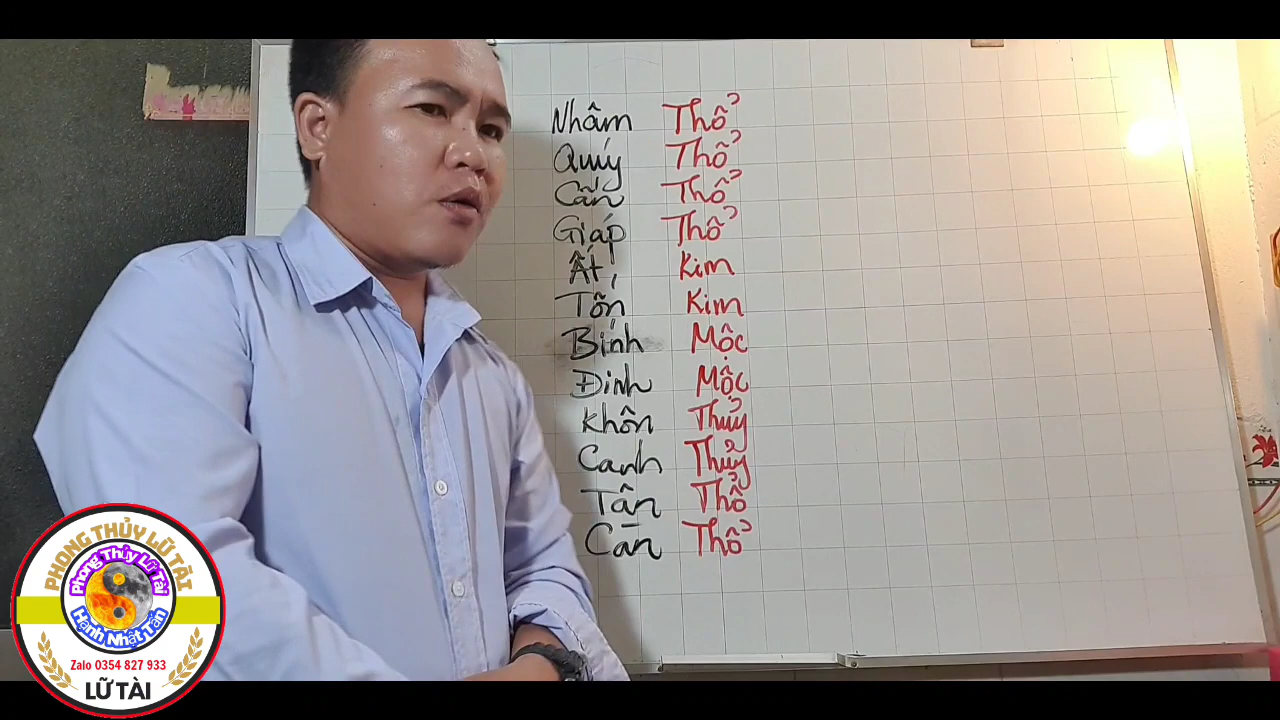 Nhâm Thổ
Quúy Thổ
Cấn Thổ
Giáp Thổ
Ất Kim
Tốn Kim
Bính Mộc
Đinh Mộc
Khôn Thủy
Canh Thủy
Tân Thổ
Càn Thổ
PHONG THỦY LỮ TÀI
Phong Thủy Lữ Tài
Hạnh Nhật Tấn
Zalo 0354 827 933
LỮ TÀI